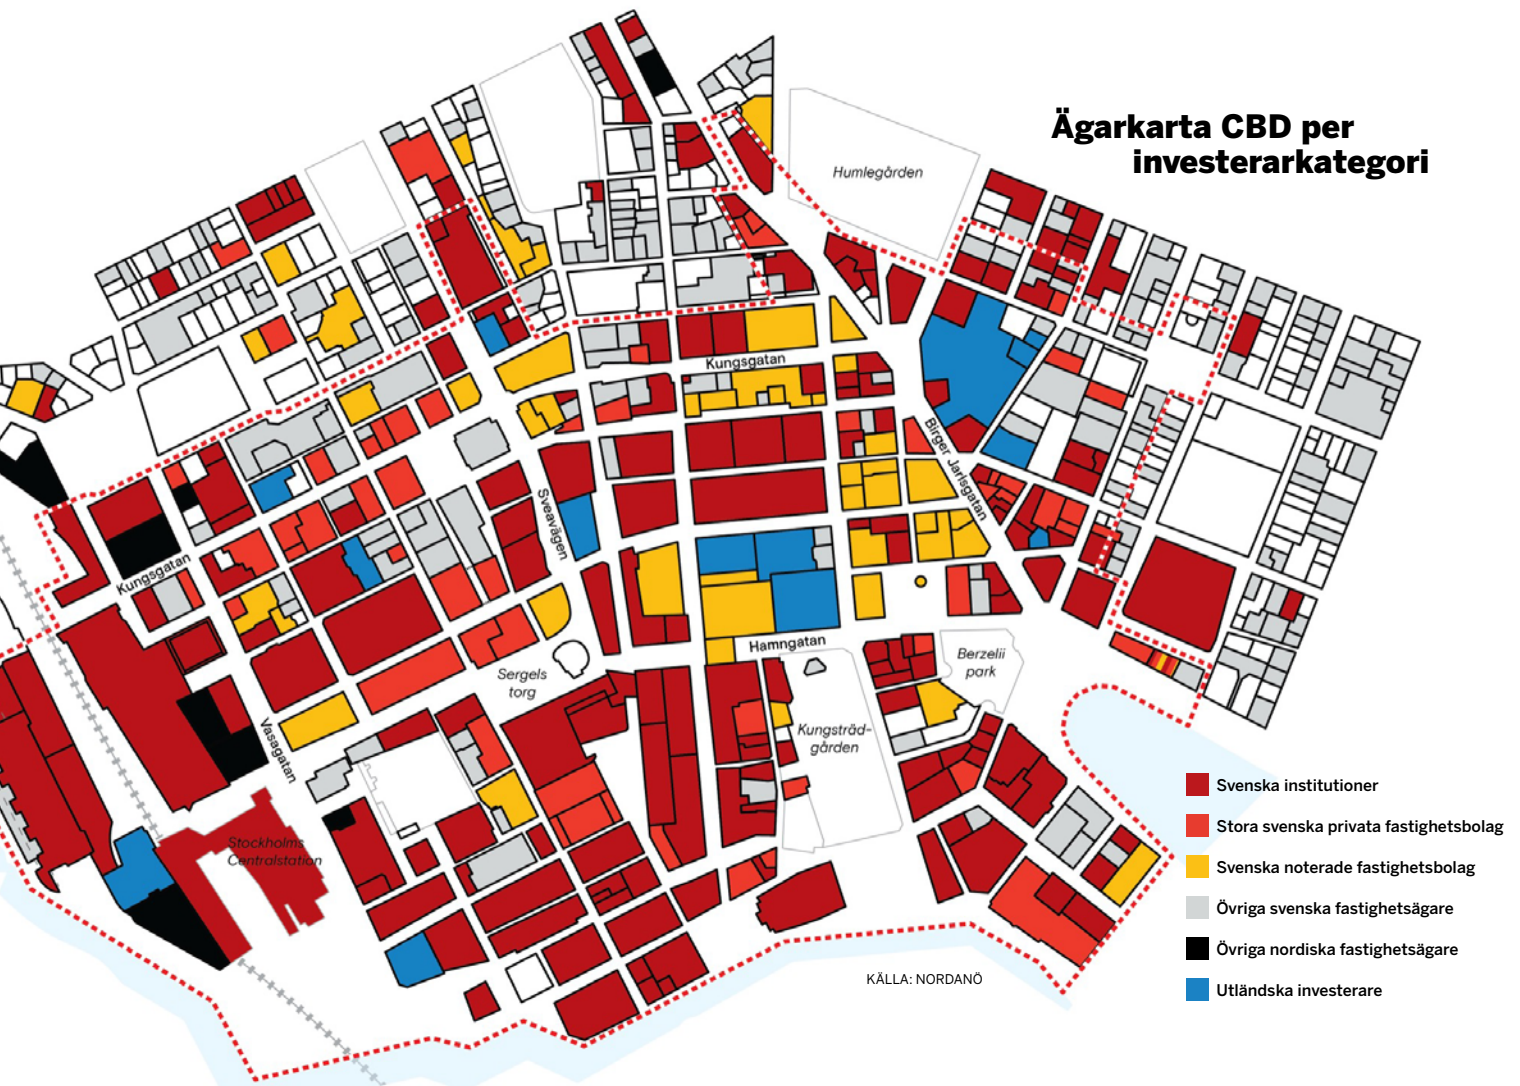 Ägarkarta CBD per
investerarkategori
Humlegården
Kungsgatan
Birger Jarlsgatan
Sveavägen
Kungsgatan
Hamngatan
Berzelii
park
Sergels
torg
Vasagatan
Kungsträd-
gården
Stockholms
Centralstation
Svenska institutioner
Stora svenska privata fastighetsbolag
Svenska noterade fastighetsbolag
Övriga svenska fastighetsägare
Övriga nordiska fastighetsägare
Utländska investerare
KÄLLA: NORDANÖ